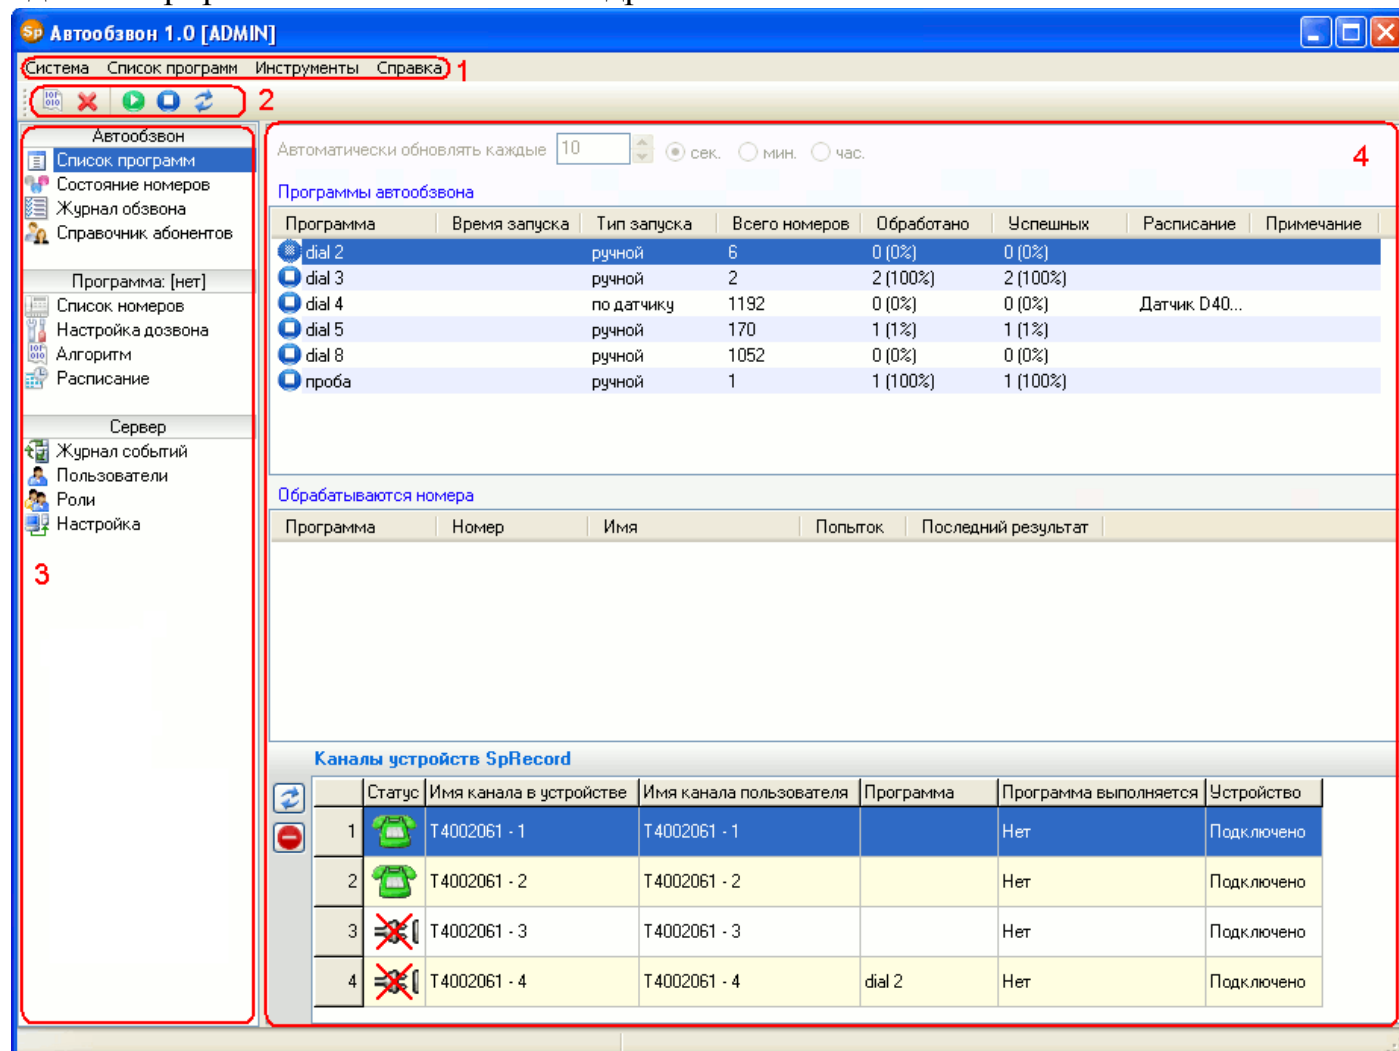 Sp Автообзвон 1.0 [ADMIN]
Система Список программ Инструменты Справка 1
2
Автообзвон
Список программ
Состояние номеров
Журнал обзвона
Справочник абонентов
Программа: [нет]
Список номеров
Настройка дозвона
Алгоритм
Расписание
Сервер
Журнал событий
Пользователи
Роли
Настройка
3
Автоматически обновлять каждые 10 сек. мин. час.
4
Программы автообзвона
Программа Время запуска Тип запуска Всего номеров Обработано Успешных Расписание Примечание
dial 2 ручной 6 0 (0%) 0 (0%)
dial 3 ручной 2 2 (100%) 2 (100%)
dial 4 по датчику 1192 0 (0%) 0 (0%) Датчик D40...
dial 5 ручной 170 1 (1%) 1 (1%)
dial 8 ручной 1052 0 (0%) 0 (0%)
проба ручной 1 1 (100%) 1 (100%)
Обрабатываются номера
Программа Номер Имя Попыток Последний результат
Каналы устройств SpRecord
Статус Имя канала в устройстве Имя канала пользователя Программа Программа выполняется Устройство
1 T4002061 - 1 T4002061 - 1 Нет Подключено
2 T4002061 - 2 T4002061 - 2 Нет Подключено
3 T4002061 - 3 T4002061 - 3 Нет Подключено
4 T4002061 - 4 T4002061 - 4 dial 2 Нет Подключено